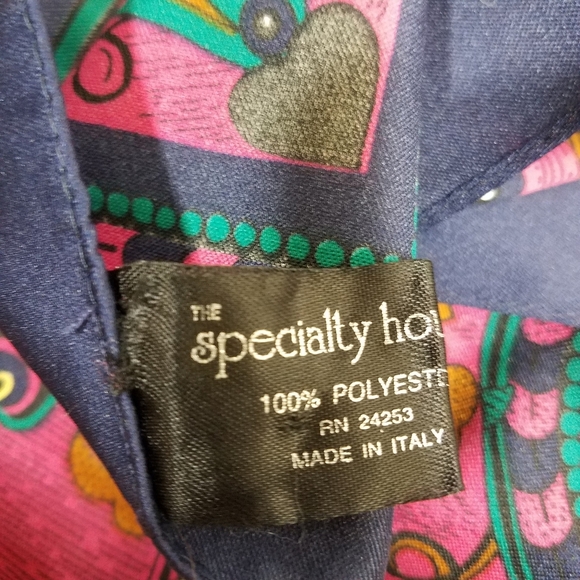 THE
specialty hou
100% POLYESTE
RN 24253
MADE IN ITALY